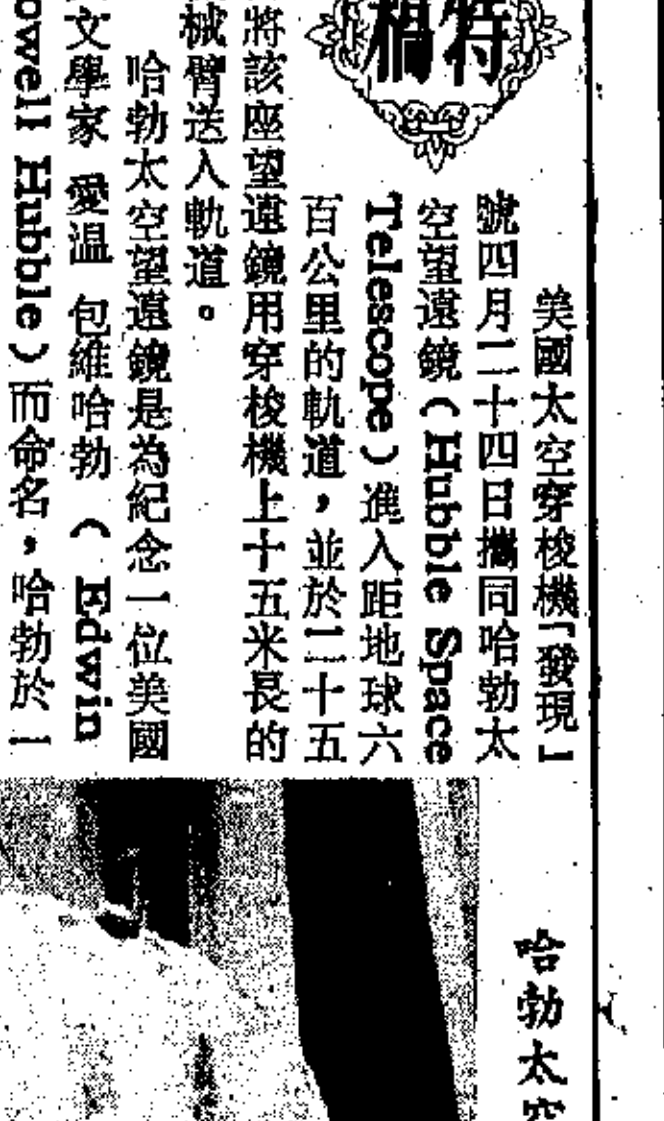 特稿
美國太空穿梭機「發現」
號四月二十四日攜同哈勃太
空望遠鏡(Hubble Space
Telescope)進入距地球六
百公里的軌道,並於二十五
將該座望遠鏡用穿梭機上十五米長的
械臂送入軌道。
哈勃太空望遠鏡是為紀念一位美國
文學家 愛温 包維哈勃 ( Edwin
owell Hubble)而命名,哈勃於一
哈勃太空